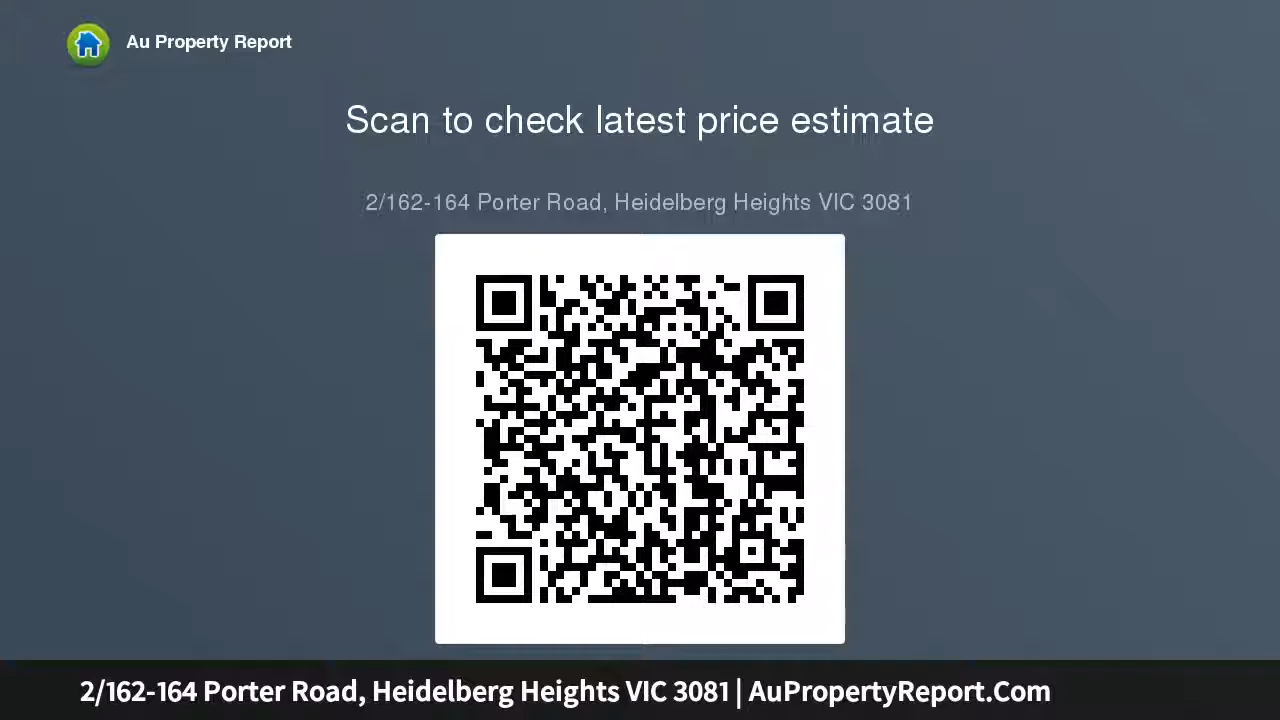 Au Property Report
Scan to check latest price estimate
2/162-164 Porter Road, Heidelberg Heights VIC 3081
2/162-164 Porter Road, Heidelberg Heights VIC 3081 | AuPropertyReport.Com